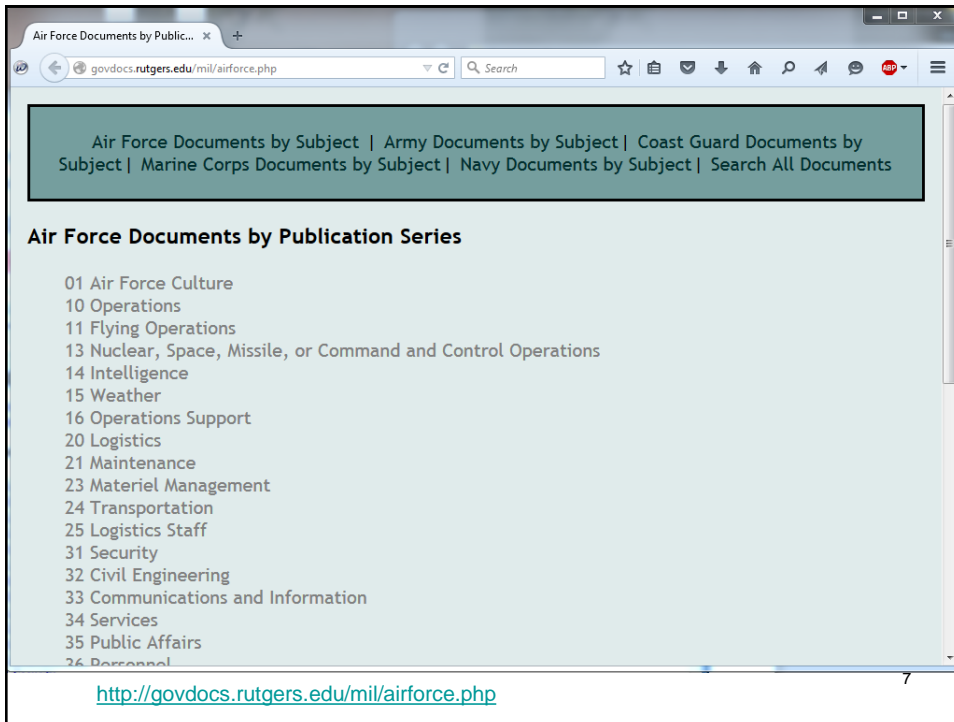 Air Force Documents by Public... × +
govdocs.rutgers.edu/mil/airforce.php Search ABP
Air Force Documents by Subject | Army Documents by Subject | Coast Guard Documents by
Subject | Marine Corps Documents by Subject | Navy Documents by Subject | Search All Documents
Air Force Documents by Publication Series
01 Air Force Culture
10 Operations
11 Flying Operations
13 Nuclear, Space, Missile, or Command and Control Operations
14 Intelligence
15 Weather
16 Operations Support
20 Logistics
21 Maintenance
23 Materiel Management
24 Transportation
25 Logistics Staff
31 Security
32 Civil Engineering
33 Communications and Information
34 Services
35 Public Affairs
36 Personnel
7
http://govdocs.rutgers.edu/mil/airforce.php